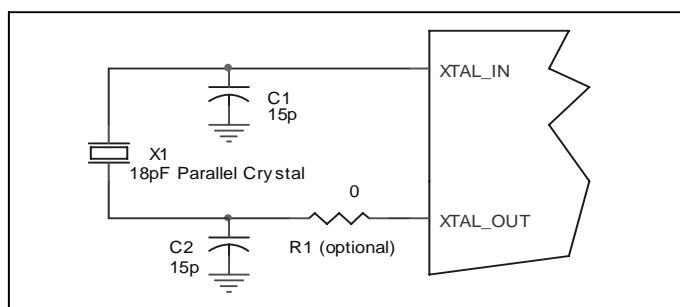 XTAL_IN
C1
15p
X1
18pF Parallel Crystal
0
XTAL_OUT
C2
15p
R1 (optional)